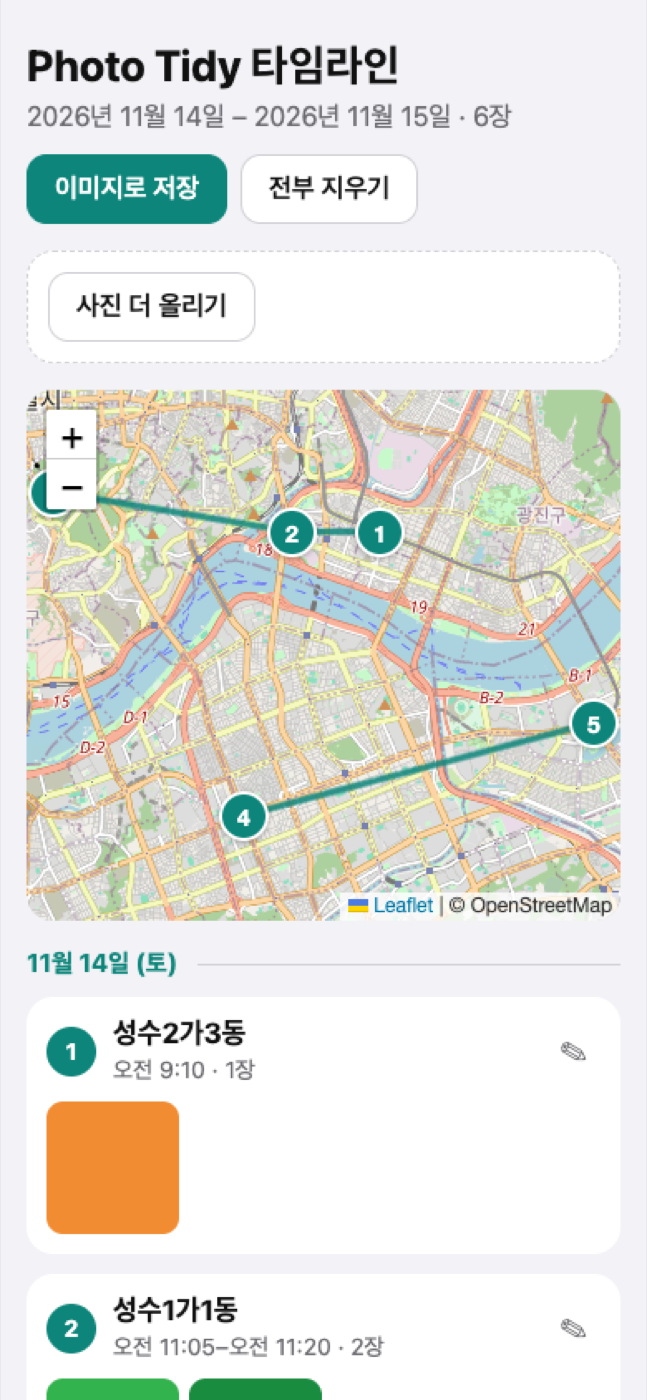 Photo Tidy 타임라인
2026년 11월 14일 – 2026년 11월 15일 · 6장
이미지로 저장
전부 지우기
사진 더 올리기
+
−
2
1
광진구
18
19
21
15
B-1
B-2
D-1
D-2
5
4
Leaflet | © OpenStreetMap
11월 14일 (토)
1
성수2가3동
오전 9:10 · 1장
2
성수1가1동
오전 11:05–오전 11:20 · 2장